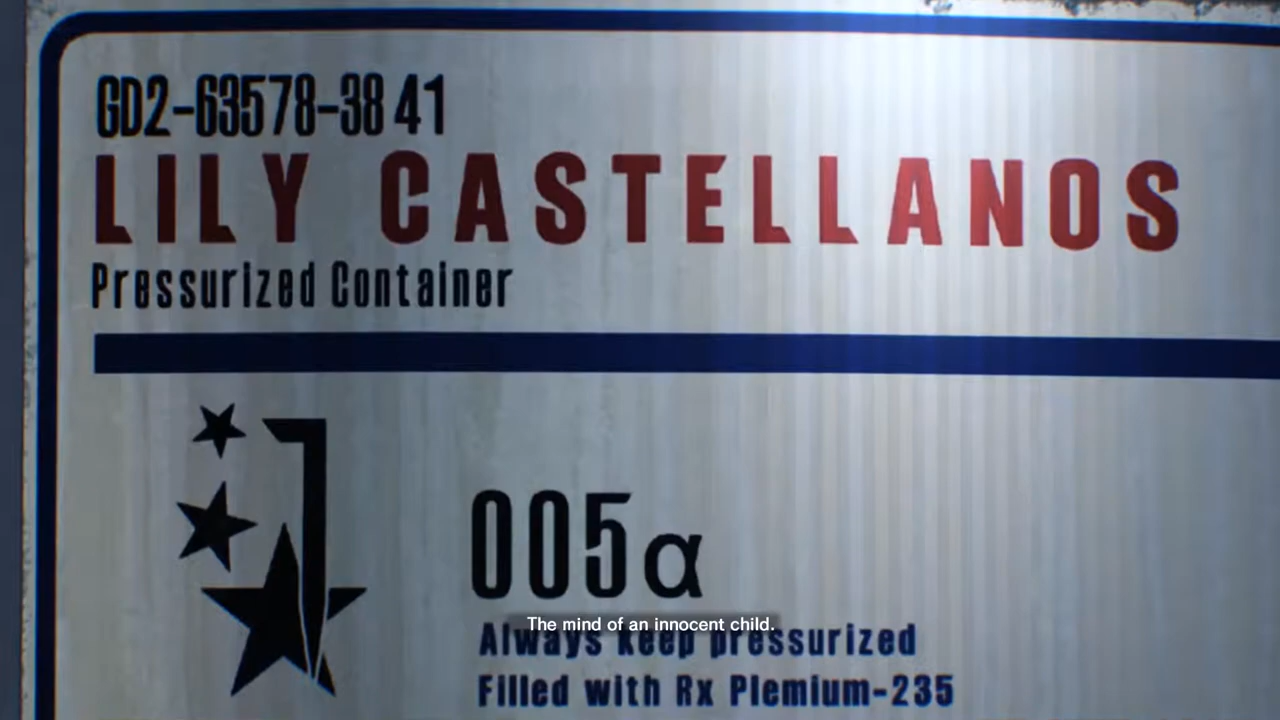 GD2-63578-38 41
LILY CASTELLANOS
Pressurized Container
005α
The mind of an innocent child.
Always keep pressurized
Filled with Rx Plemium-235